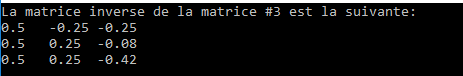 La matrice inverse de la matrice #3 est la suivante:
0.5   -0.25 -0.25
0.5   0.25  -0.08
0.5   0.25  -0.42